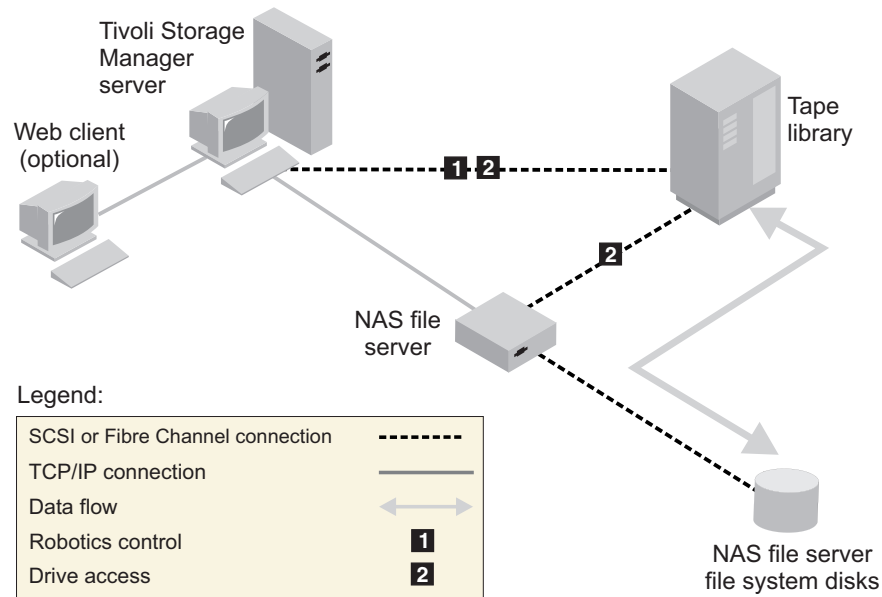 Tivoli Storage
Manager
server
Web client
(optional)
Tape
library
1 2
2
NAS file
server
Legend:
SCSI or Fibre Channel connection
TCP/IP connection
Data flow
Robotics control 1
Drive access 2
NAS file server
file system disks